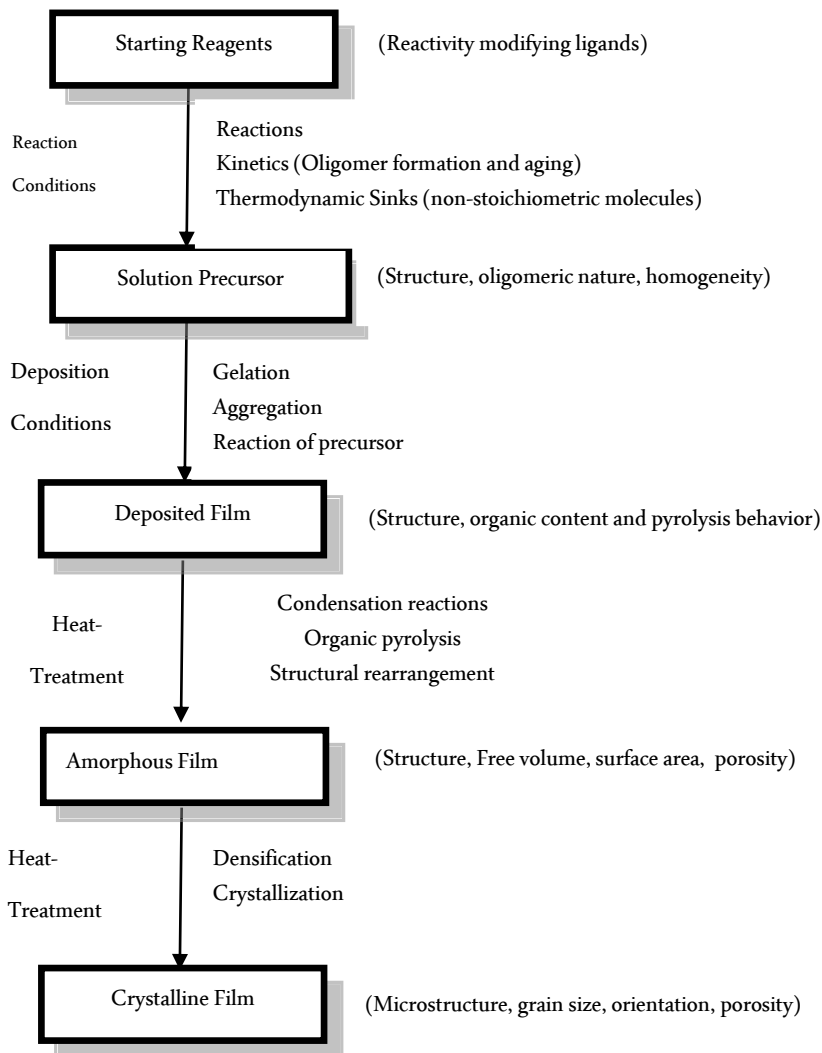 Starting Reagents
(Reactivity modifying ligands)
Reaction
Conditions
Reactions
Kinetics (Oligomer formation and aging)
Thermodynamic Sinks (non-stoichiometric molecules)
Solution Precursor
(Structure, oligomeric nature, homogeneity)
Deposition
Conditions
Gelation
Aggregation
Reaction of precursor
Deposited Film
(Structure, organic content and pyrolysis behavior)
Heat-
Treatment
Condensation reactions
Organic pyrolysis
Structural rearrangement
Amorphous Film
(Structure, Free volume, surface area, porosity)
Heat-
Treatment
Densification
Crystallization
Crystalline Film
(Microstructure, grain size, orientation, porosity)